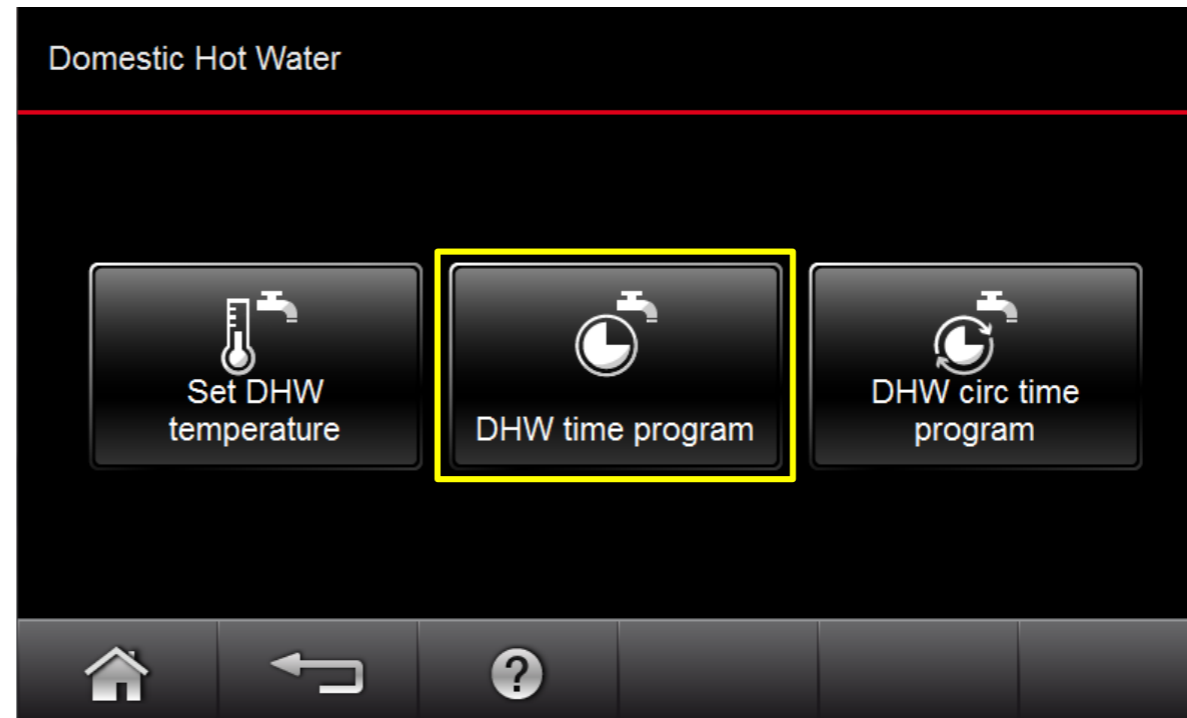 Domestic Hot Water
Set DHW
temperature
DHW time program
DHW circ time
program
?